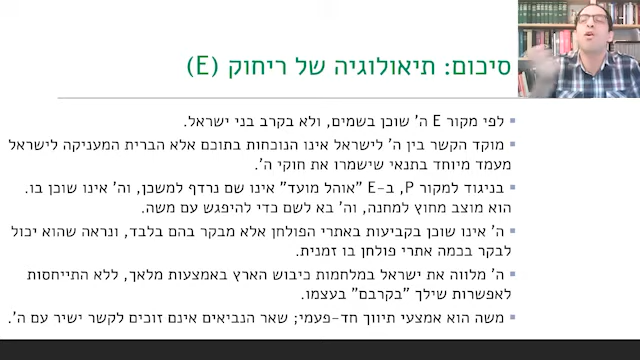 סיכום: תיאולוגיה של ריחוק (E)
לפי מקור E ה' שוכן בשמים, ולא בקרב בני ישראל.
מוקד הקשר בין ה' לישראל אינו הנוכחות בתוכם אלא הברית המעניקה לישראל
מעמד מיוחד בתנאי שישמרו את חוקי ה'.
בניגוד למקור P, ב-E "אוהל מועד" אינו שם נרדף למשכן, וה' אינו שוכן בו.
הוא מוצב מחוץ למחנה, וה' בא לשם כדי להיפגש עם משה.
ה' אינו שוכן בקביעות באתרי הפולחן אלא מבקר בהם בלבד, ונראה שהוא יכול
לבקר בכמה אתרי פולחן בו זמנית.
ה' מלווה את ישראל במלחמות כיבוש הארץ באמצעות מלאך, ללא התייחסות
לאפשרות שילך "בקרבם" בעצמו.
משה הוא אמצעי תיווך חד-פעמי; שאר הנביאים אינם זוכים לקשר ישיר עם ה'.